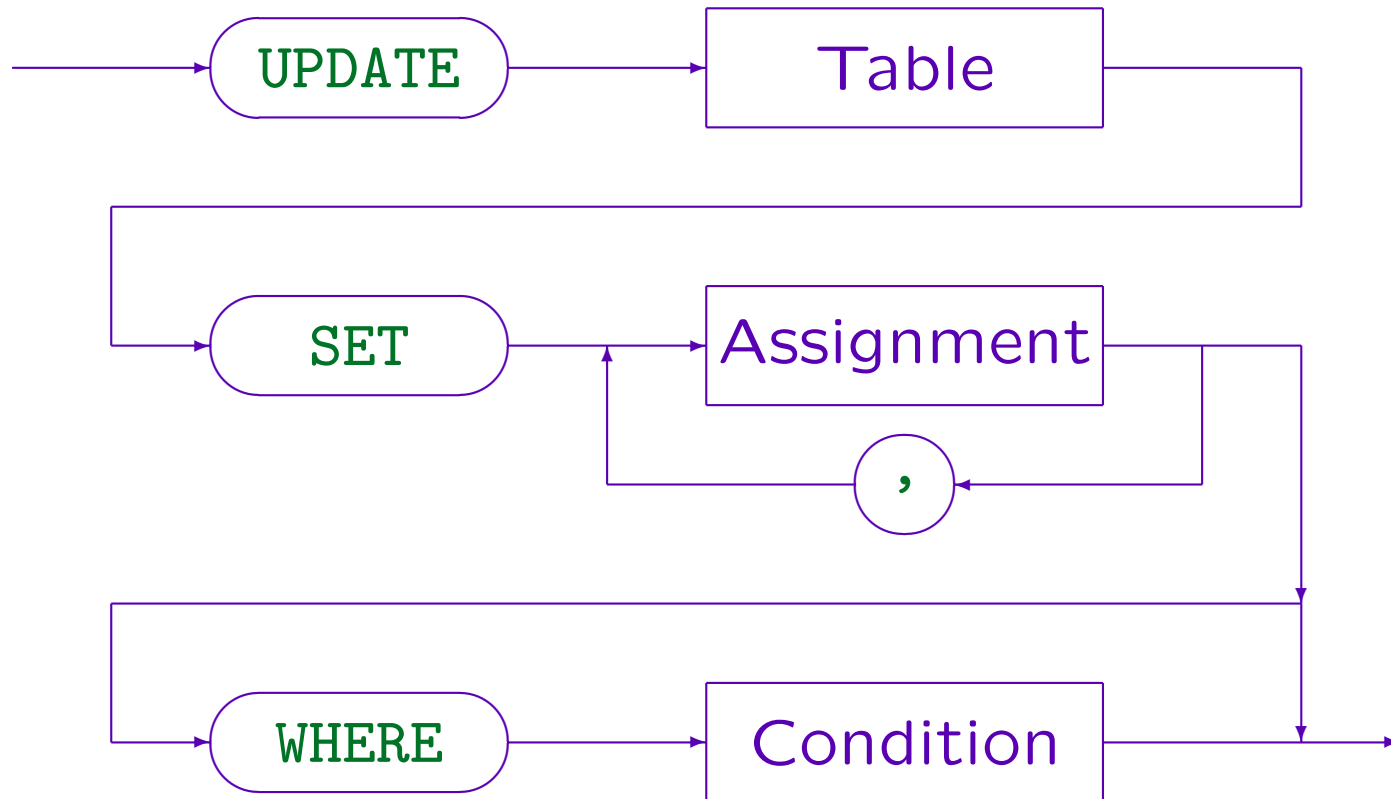 UPDATE Table
SET Assignment
,
WHERE Condition